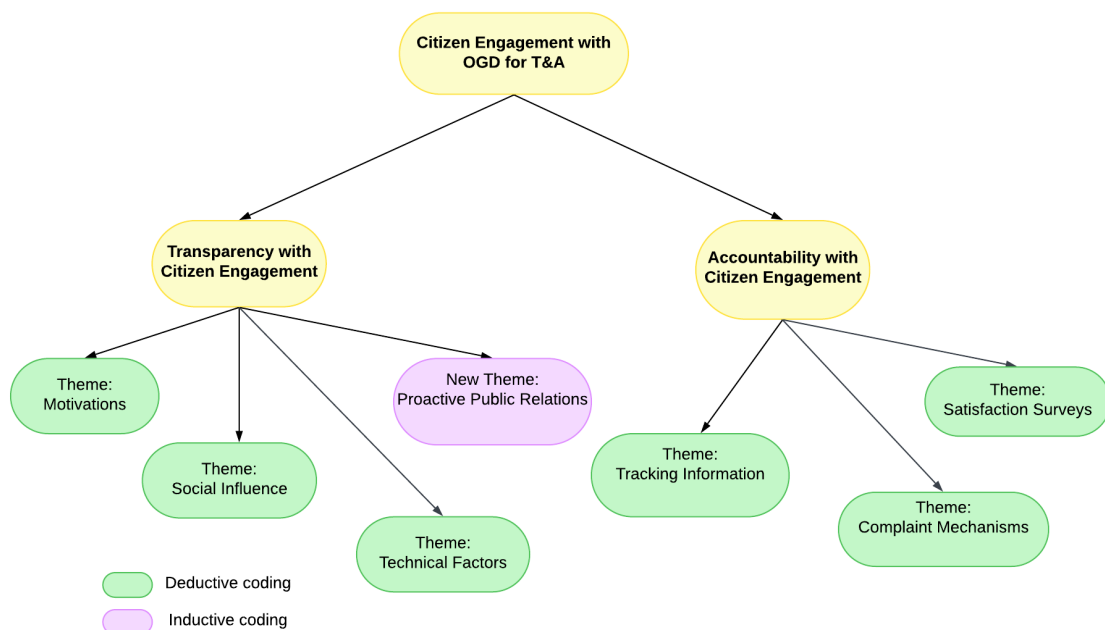 Citizen Engagement with
OGD for T&A
Transparency with
Citizen Engagement
Accountability with
Citizen Engagement
Theme:
Motivations
New Theme:
Proactive Public Relations
Theme:
Satisfaction Surveys
Theme:
Social Influence
Theme:
Tracking Information
Theme:
Technical Factors
Theme:
Complaint Mechanisms
Deductive coding
Inductive coding